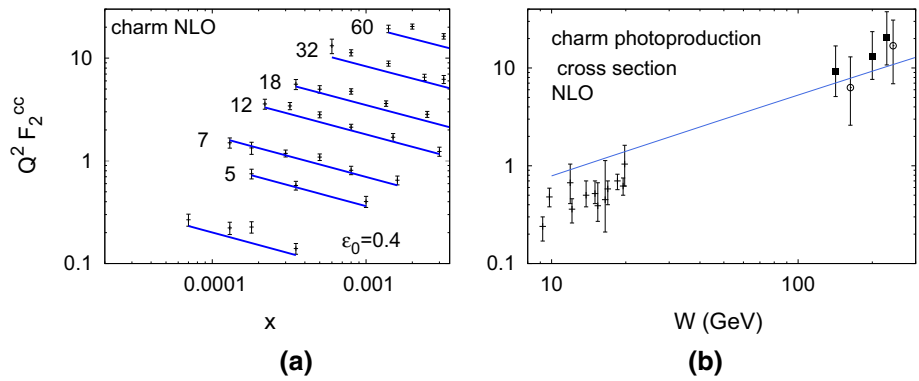 charm NLO
60
32
18
12
7
5
ε0=0.4
10
1
0.1
Q2 F2cc
0.0001
0.001
x
(a)
charm photoproduction
cross section
NLO
10
1
0.1
10
100
W (GeV)
(b)